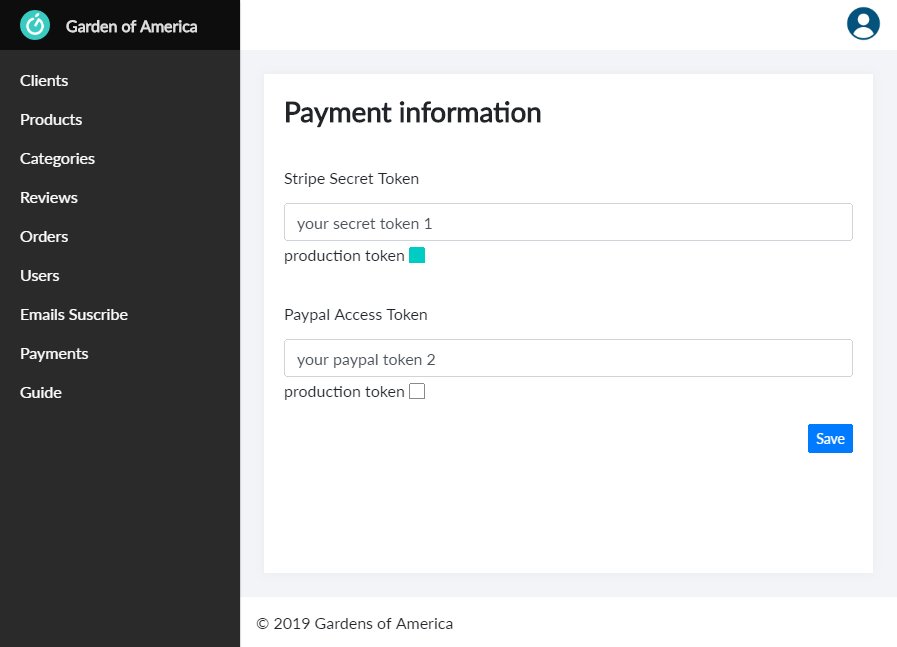 Garden of America
Clients
Products
Categories
Reviews
Orders
Users
Emails Suscribe
Payments
Guide
Payment information
Stripe Secret Token
your secret token 1
production token
Paypal Access Token
your paypal token 2
production token
Save
© 2019 Gardens of America